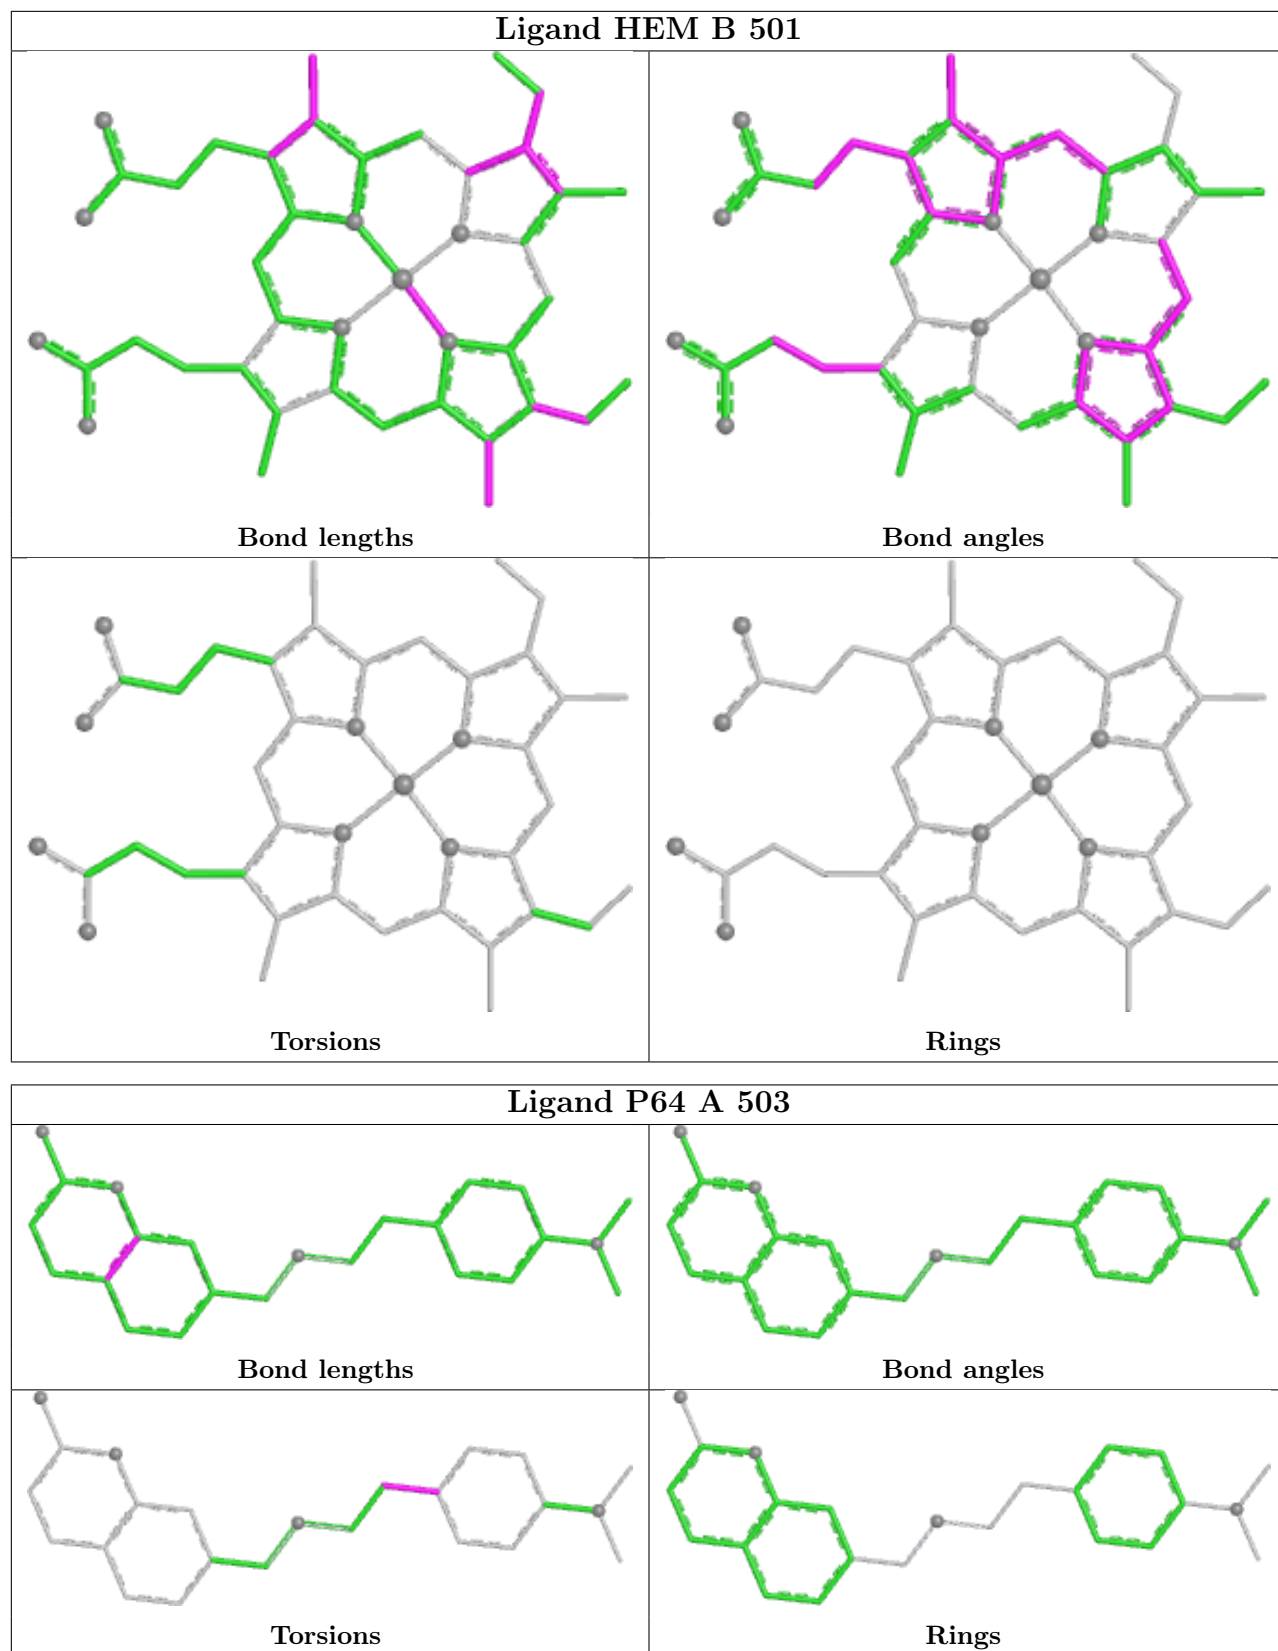 Ligand HEM B 501
Bond lengths
Bond angles
Torsions
Rings
Ligand P64 A 503
Bond lengths
Bond angles
Torsions
Rings